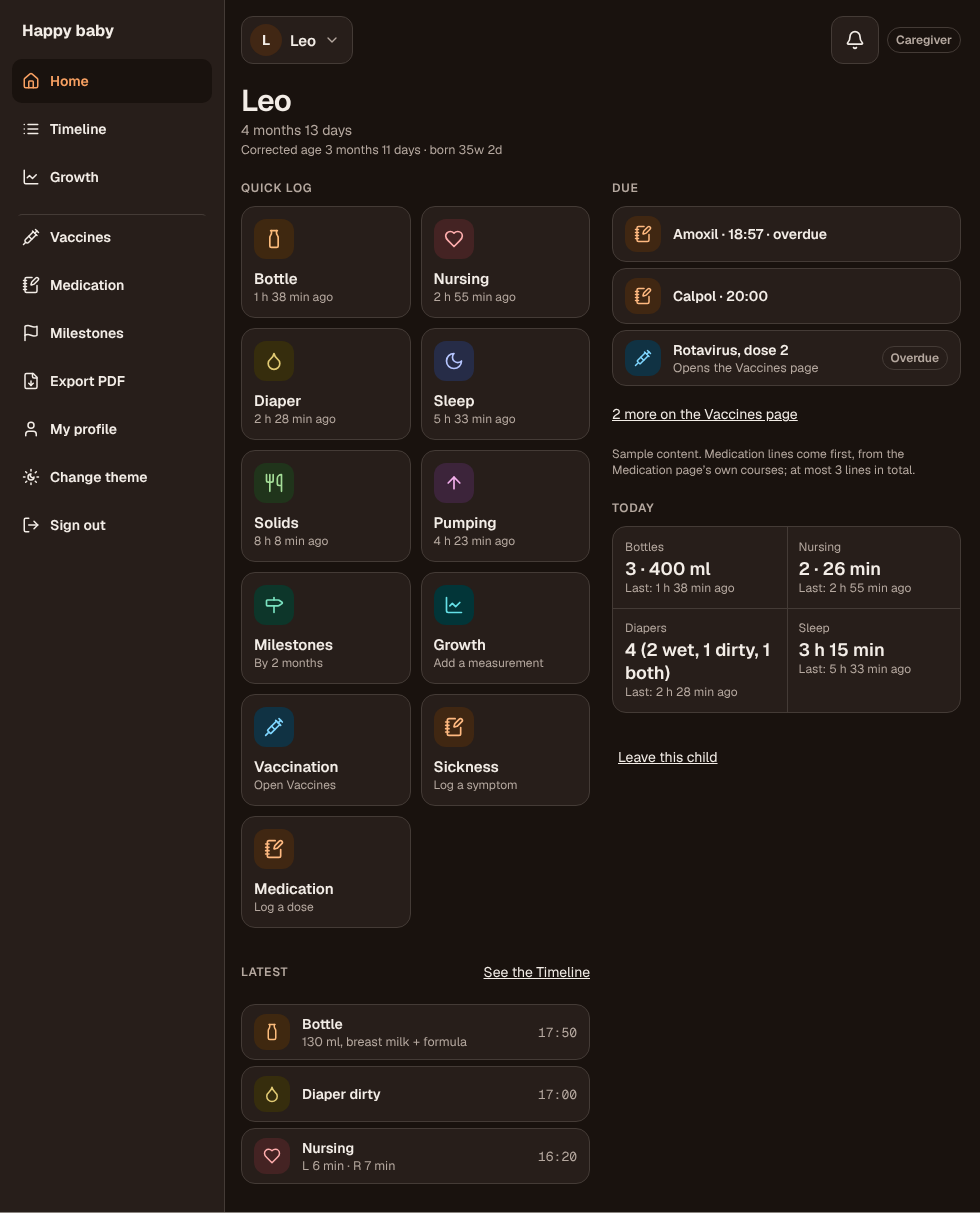 Happy baby
Home
Timeline
Growth
Vaccines
Medication
Milestones
Export PDF
My profile
Change theme
Sign out
L Leo
Caregiver
Leo
4 months 13 days
Corrected age 3 months 11 days · born 35w 2d
QUICK LOG
Bottle
1 h 38 min ago
Nursing
2 h 55 min ago
Diaper
2 h 28 min ago
Sleep
5 h 33 min ago
Solids
8 h 8 min ago
Pumping
4 h 23 min ago
Milestones
By 2 months
Growth
Add a measurement
Vaccination
Open Vaccines
Sickness
Log a symptom
Medication
Log a dose
LATEST
See the Timeline
Bottle
130 ml, breast milk + formula
17:50
Diaper dirty
17:00
Nursing
L 6 min · R 7 min
16:20
DUE
Amoxil · 18:57 · overdue
Calpol · 20:00
Rotavirus, dose 2
Opens the Vaccines page
Overdue
2 more on the Vaccines page
Sample content. Medication lines come first, from the
Medication page's own courses; at most 3 lines in total.
TODAY
Bottles
3 · 400 ml
Last: 1 h 38 min ago
Nursing
2 · 26 min
Last: 2 h 55 min ago
Diapers
4 (2 wet, 1 dirty, 1
both)
Last: 2 h 28 min ago
Sleep
3 h 15 min
Last: 5 h 33 min ago
Leave this child